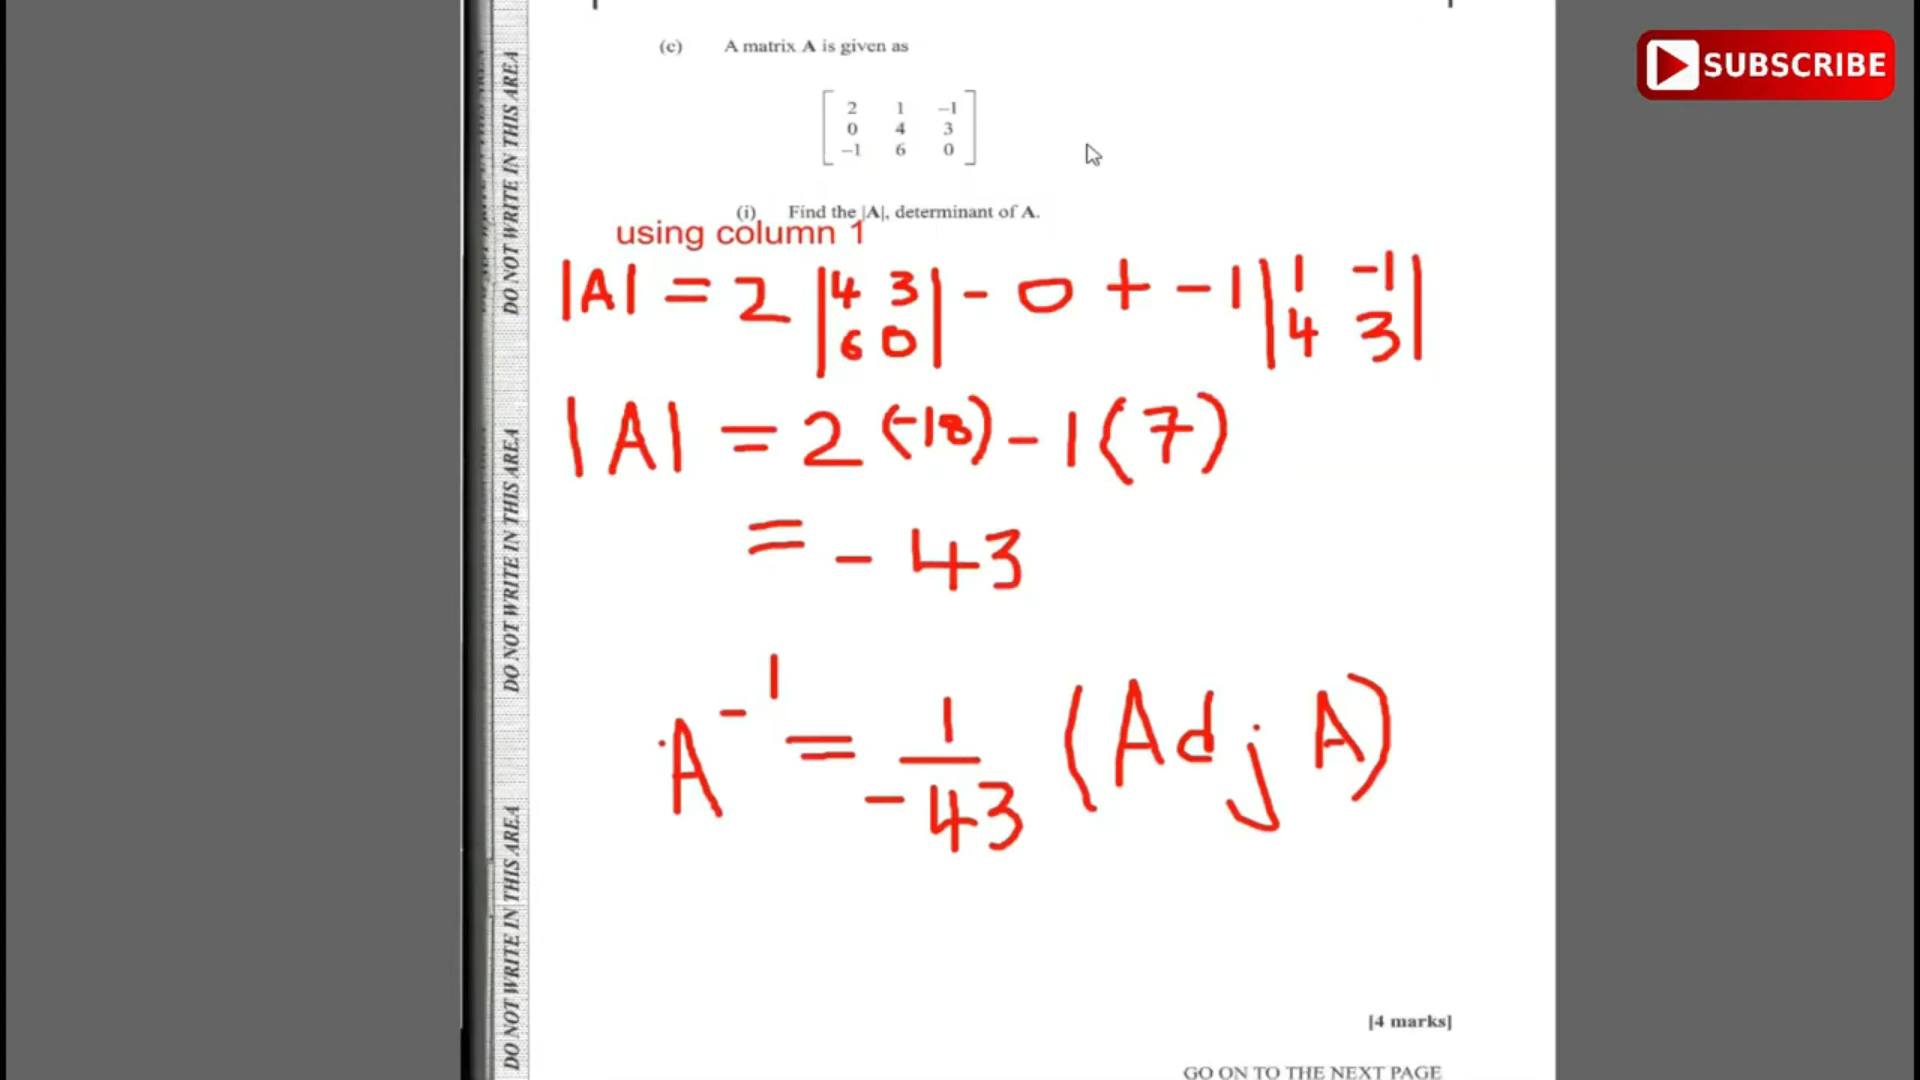 SUBSCRIBE
(c) A matrix A is given as
2 1 –1
0 4 3
–1 6 0
(i) Find the |A|, determinant of A.
using column 1
|A| = 2 |4 3| - 0 + -1 |1 -1|
|6 0| |4 3|
|A| = 2 (-18) - 1 (7)
= - 43
A⁻¹ = 1/-43 (Adj A)
[4 marks]
GO ON TO THE NEXT PAGE
DO NOT WRITE IN THIS AREA
DO NOT WRITE IN THIS AREA
DO NOT WRITE IN THIS AREA